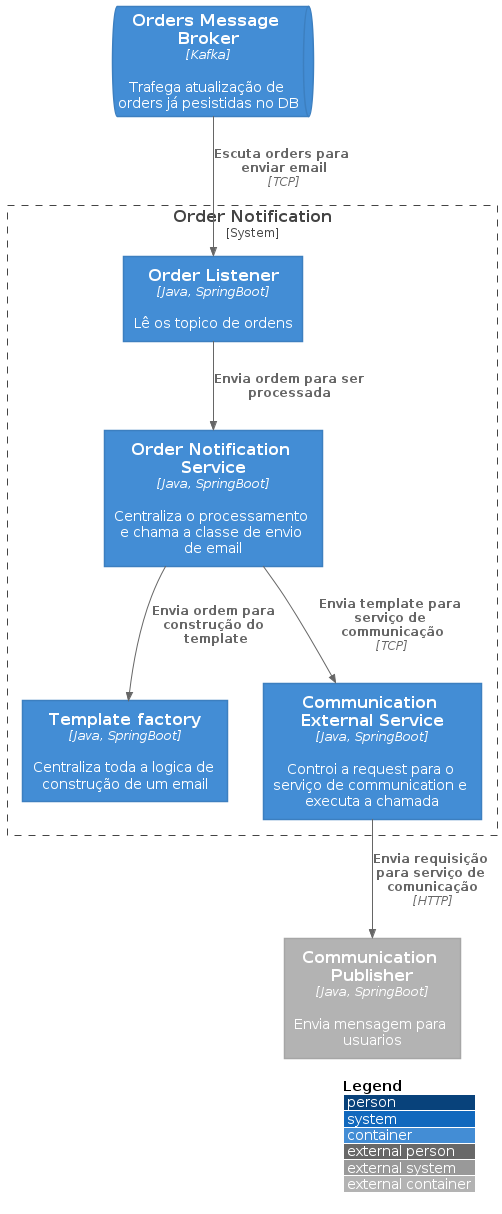 Orders Message
Broker
[Kafka]
Trafega atualização de
orders já pesistidas no DB
Escuta orders para
enviar email
[TCP]
Order Notification
[System]
Order Listener
[Java, SpringBoot]
Lê os topico de ordens
Envia ordem para ser
processada
Order Notification
Service
[Java, SpringBoot]
Centraliza o processamento
e chama a classe de envio
de email
Envia ordem para
construção do
template
Envia template para
serviço de
communicação
[TCP]
Template factory
[Java, SpringBoot]
Centraliza toda a logica de
construção de um email
Communication
External Service
[Java, SpringBoot]
Controi a request para o
serviço de communication e
executa a chamada
Envia requisição
para serviço de
comunicação
[HTTP]
Communication
Publisher
[Java, SpringBoot]
Envia mensagem para
usuarios
Legend
person
system
container
external person
external system
external container